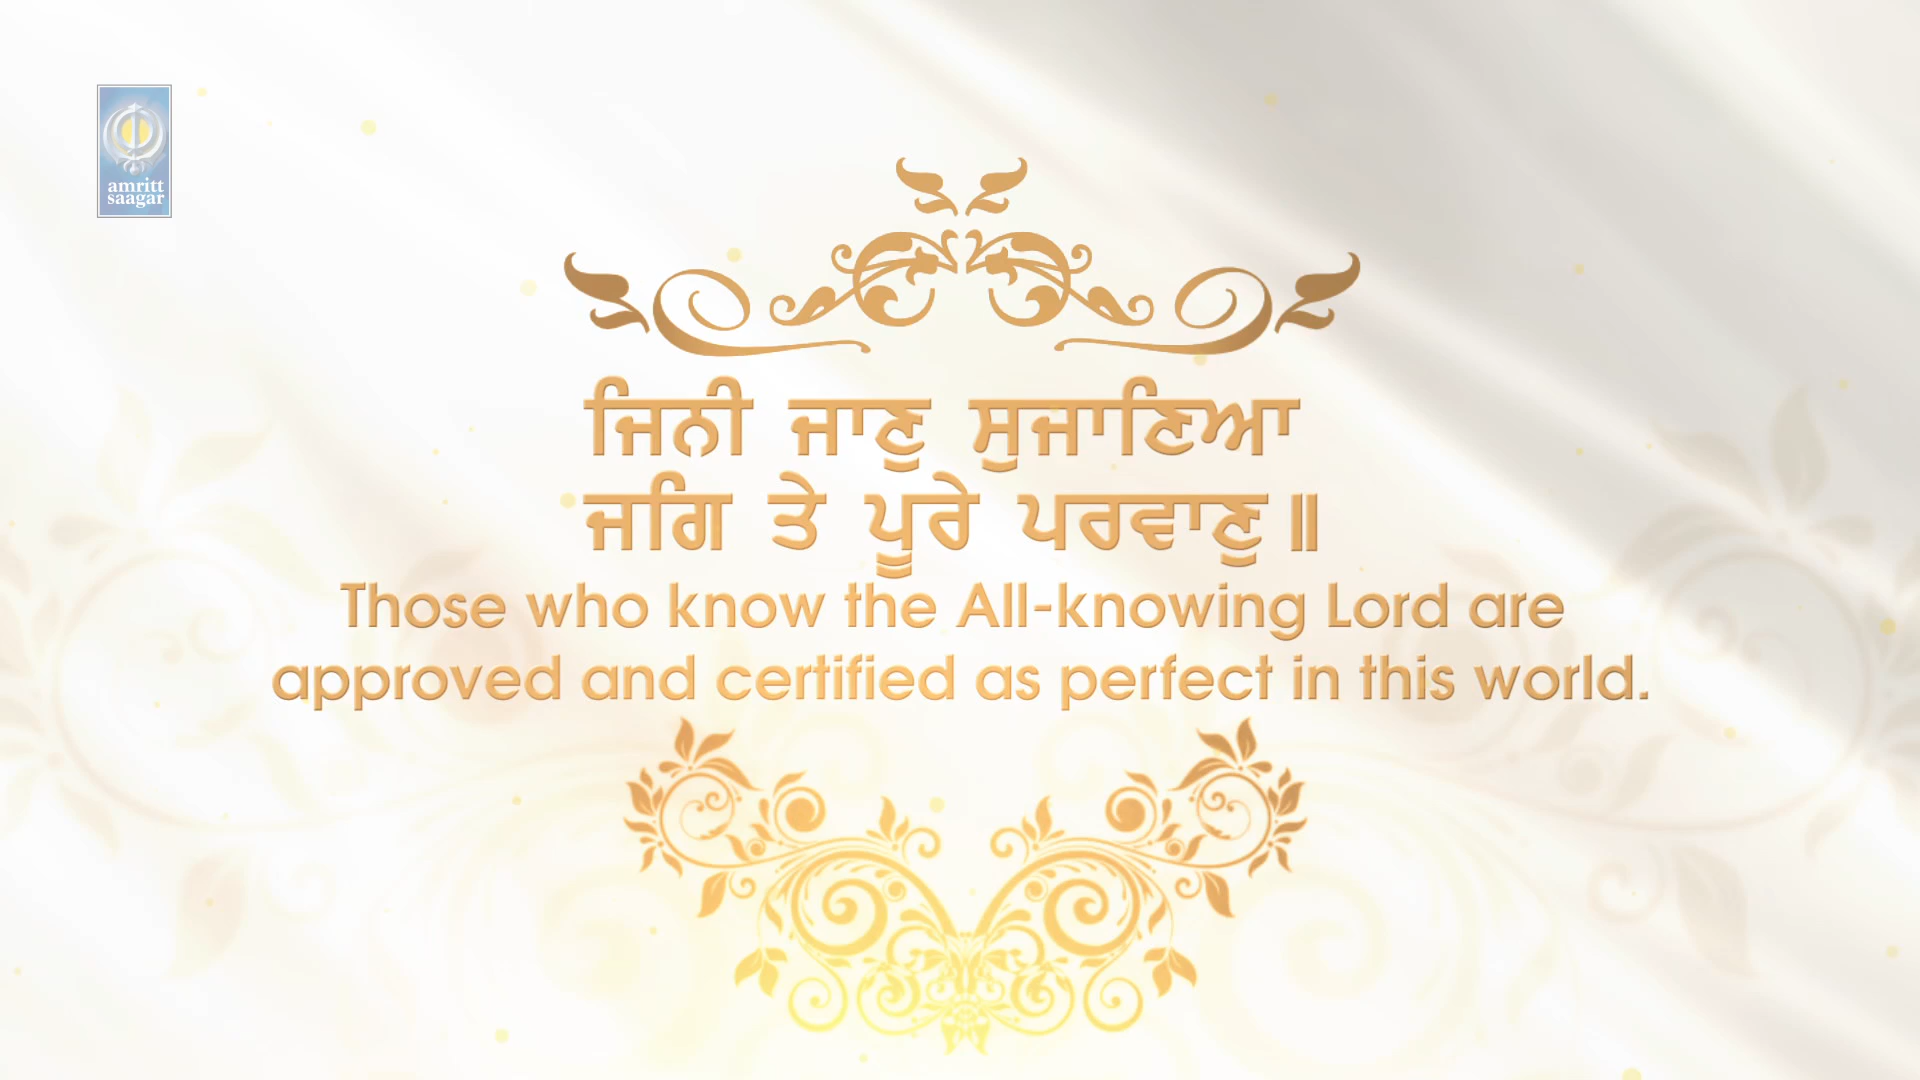 amritt
saagar
ਜਿਨੀ ਜਾਣੁ ਸੁਜਾਣਿਆ
ਜਗਿ ਤੇ ਪੂਰੇ ਪਰਵਾਣੁ ॥
Those who know the All-knowing Lord are
approved and certified as perfect in this world.